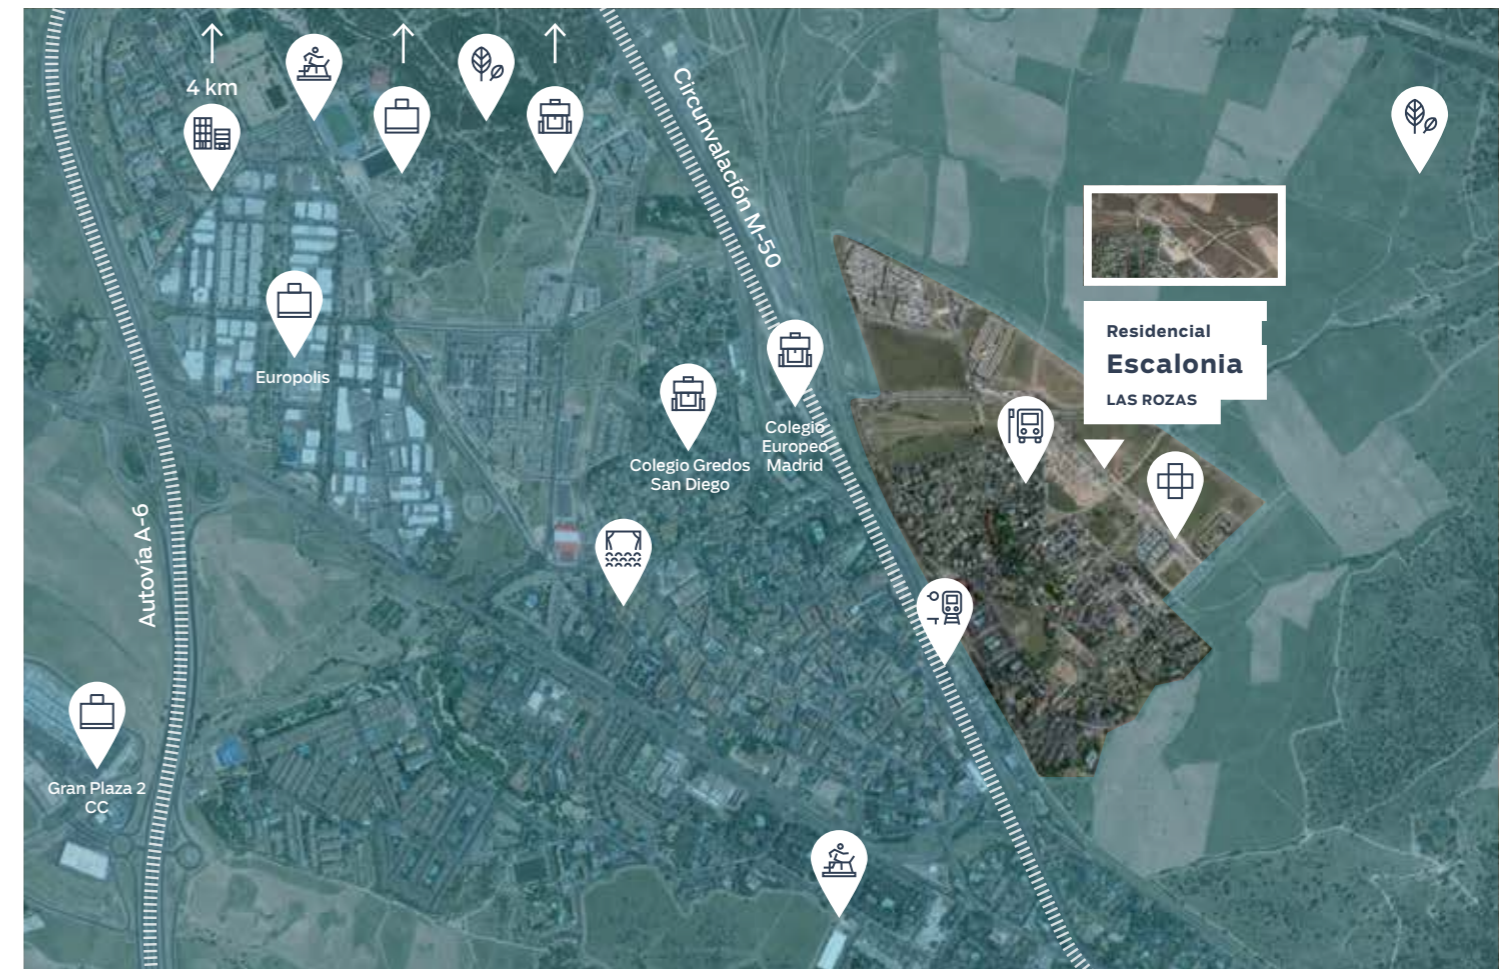 4 km
Circunvalación M-50
Residencial
Escalonia
LAS ROZAS
Europolis
Colegio
Europeo
Madrid
Colegio Gredos
San Diego
Autovía A-6
Gran Plaza 2
CC